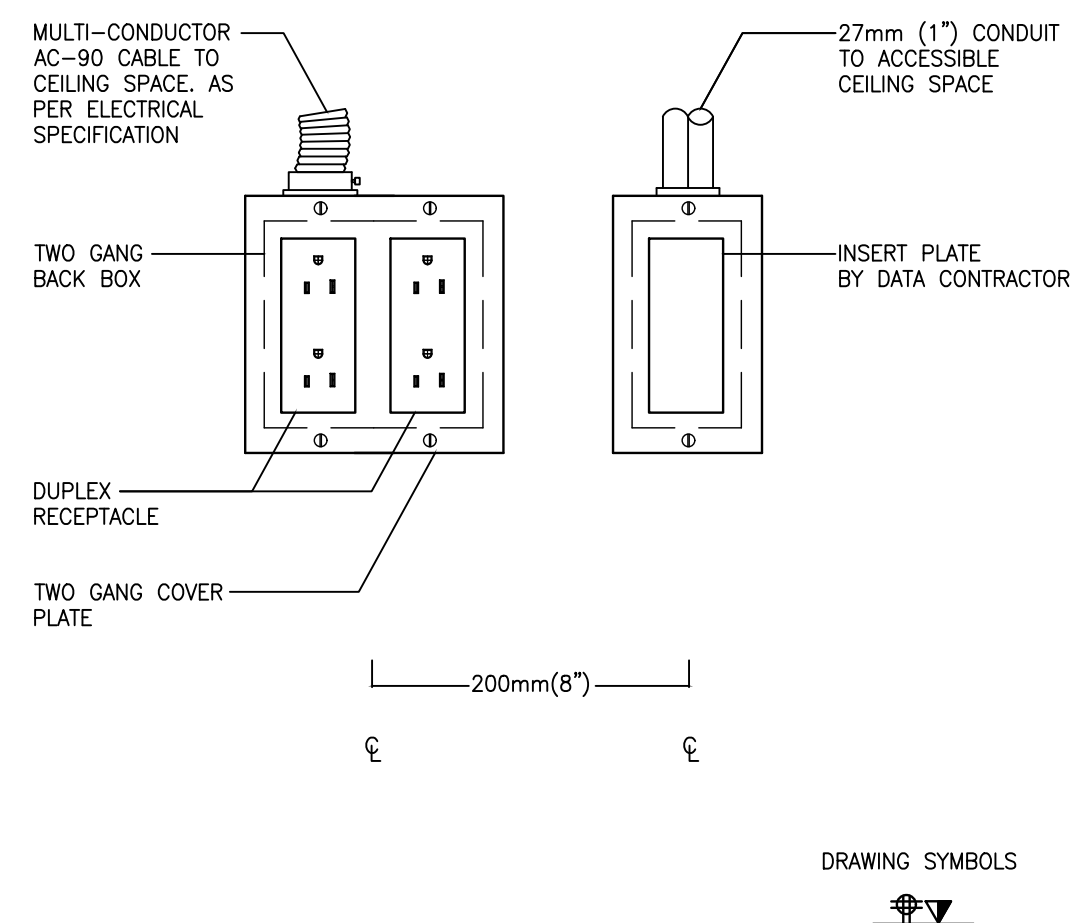 MULTI-CONDUCTOR
AC-90 CABLE TO
CEILING SPACE. AS
PER ELECTRICAL
SPECIFICATION
27mm (1") CONDUIT
TO ACCESSIBLE
CEILING SPACE
TWO GANG
BACK BOX
INSERT PLATE
BY DATA CONTRACTOR
DUPLEX
RECEPTACLE
TWO GANG COVER
PLATE
200mm(8")
℄ ℄
DRAWING SYMBOLS